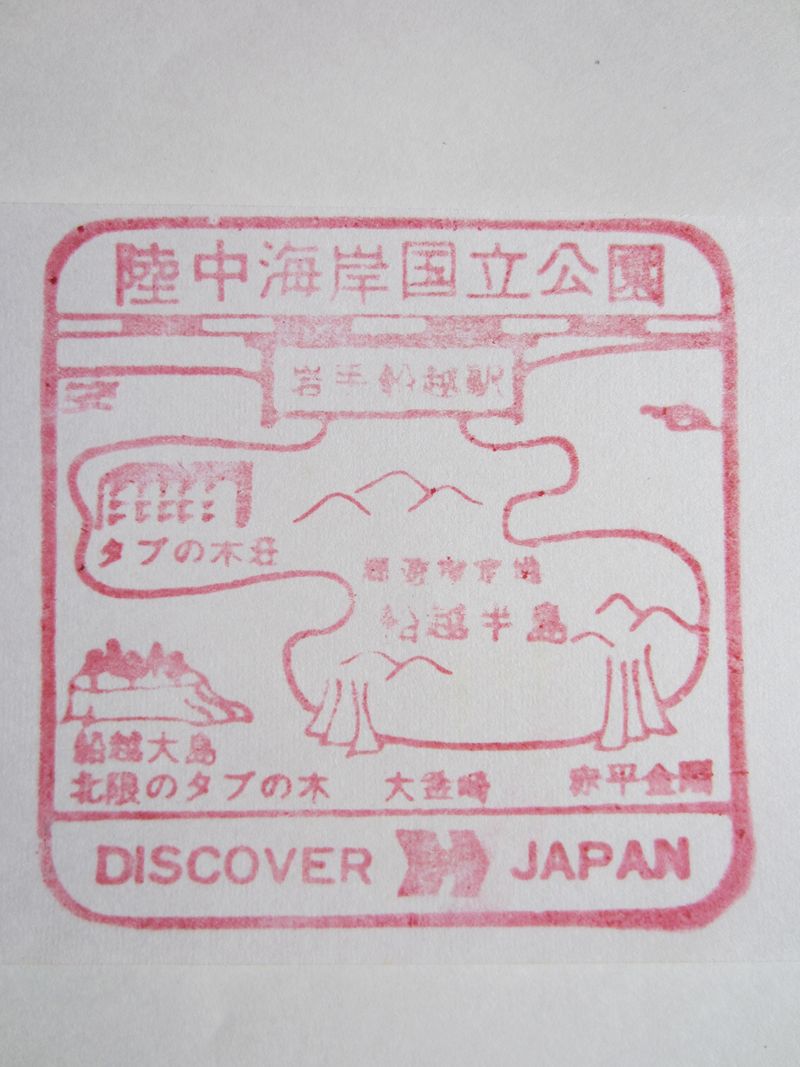 陸中海岸国立公園
岩手船越駅
タブの木荘
船越半島
船越大島
北限のタブの木
大釜崎
赤平金剛
DISCOVER JAPAN